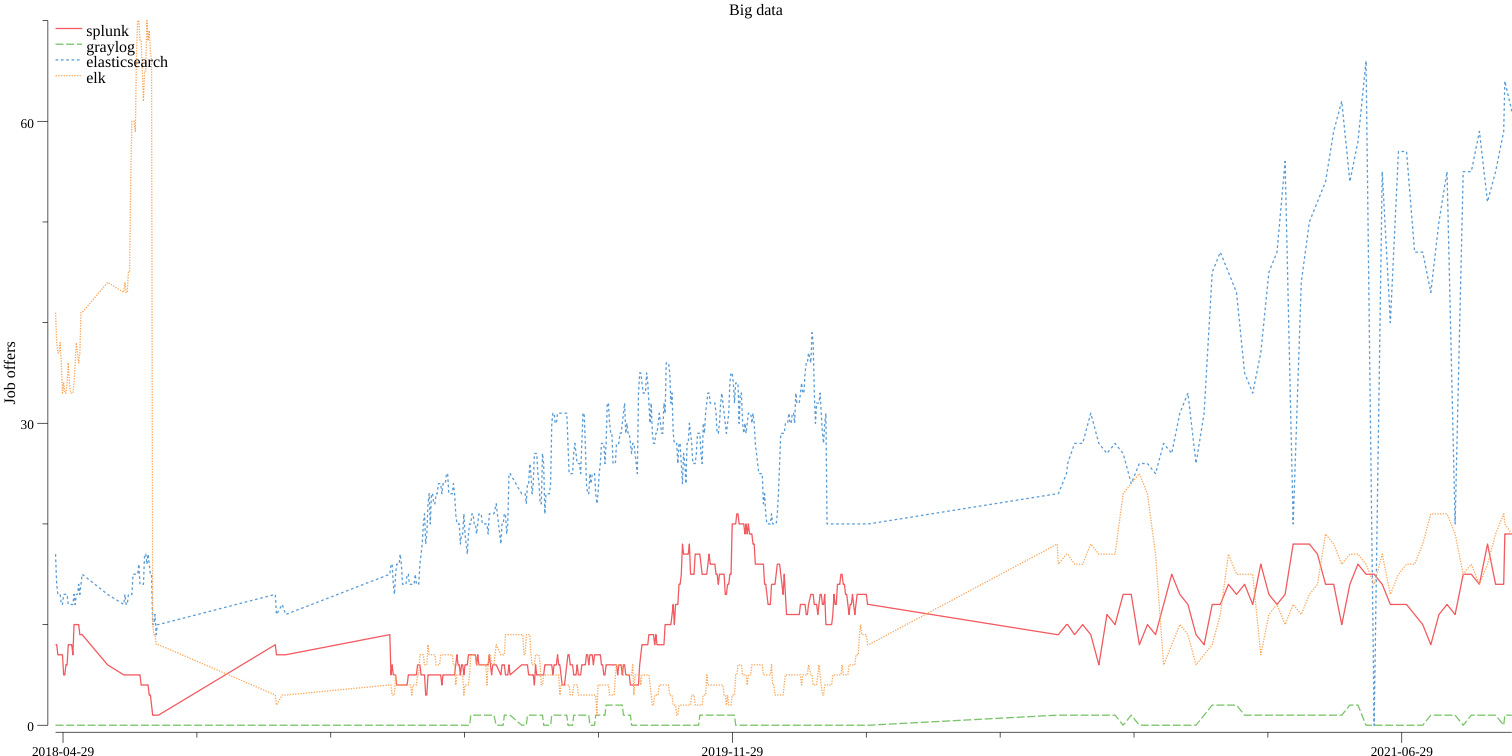 Big data
splunk
graylog
elasticsearch
elk
60
30
0
Job offers
2018-04-29
2019-11-29
2021-06-29